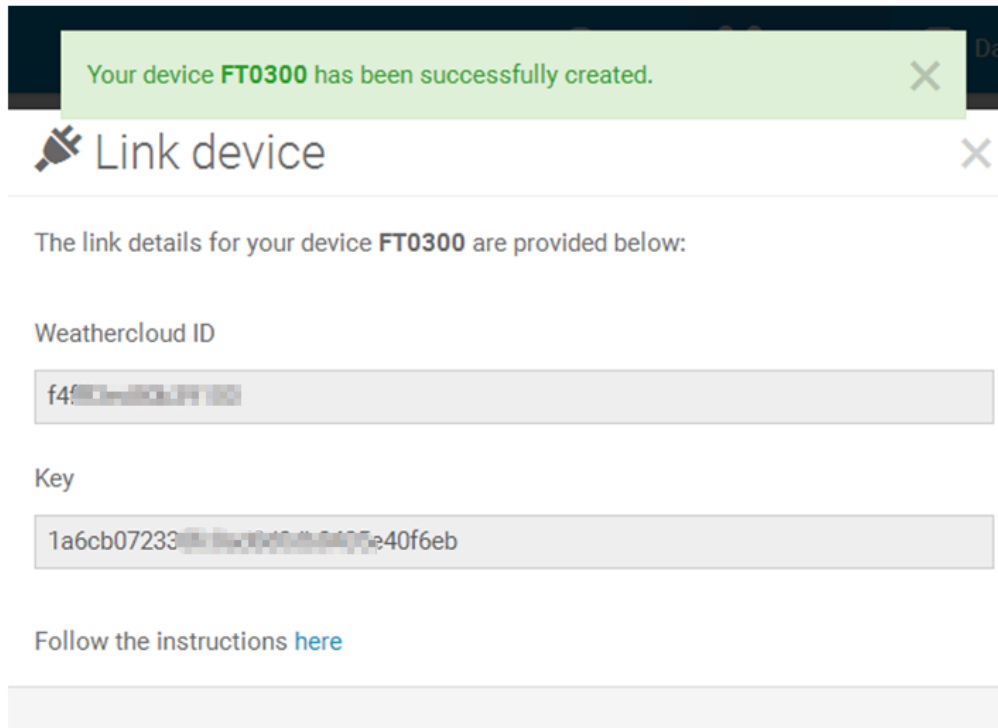 Your device FT0300 has been successfully created.
Link device
The link details for your device FT0300 are provided below:
Weathercloud ID
Key
Follow the instructions here